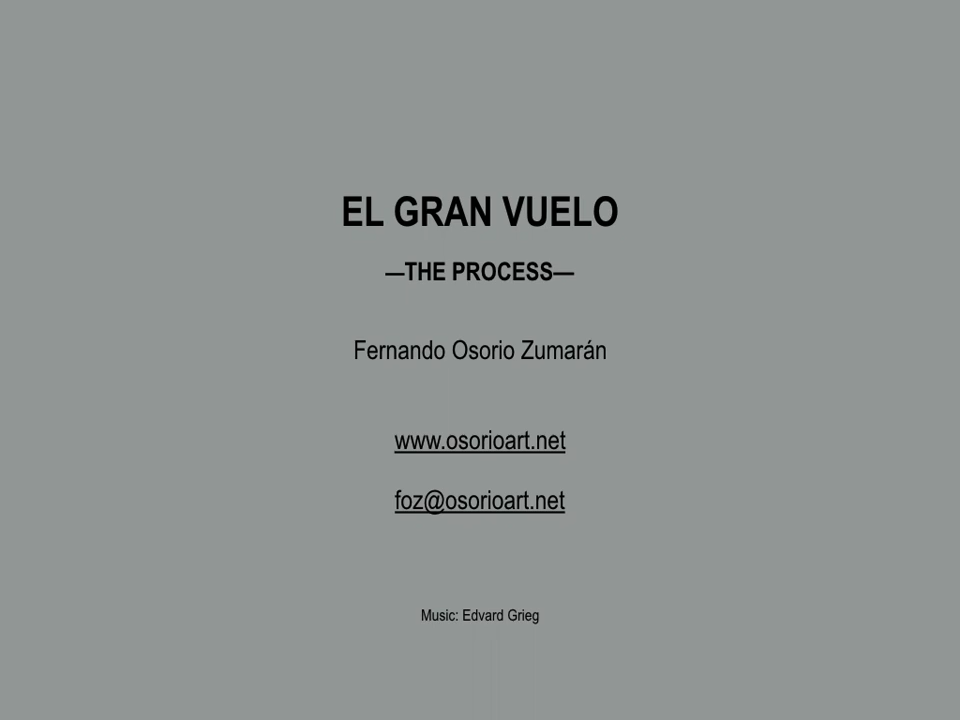 EL GRAN VUELO
—THE PROCESS—
Fernando Osorio Zumarán
www.osorioart.net
foz@osorioart.net
Music: Edvard Grieg